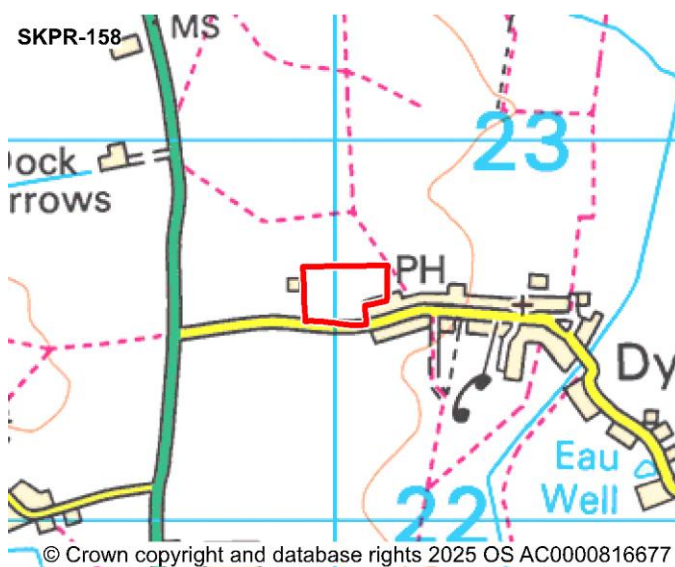 SKPR-158
MS
23
Dock
rrows
PH
Dy
Eau
Well
22
© Crown copyright and database rights 2025 OS AC0000816677